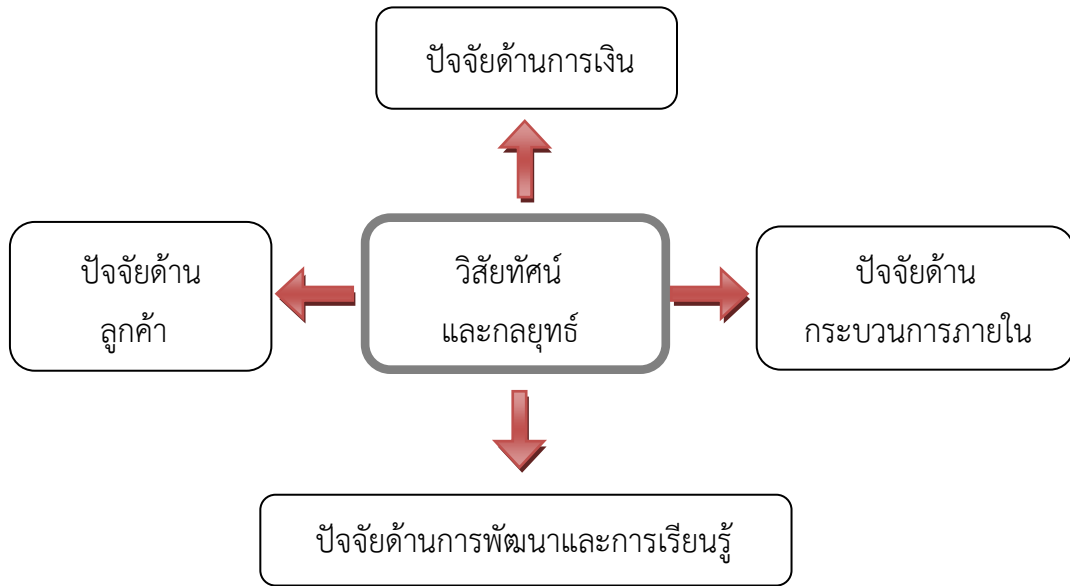 ปัจจัยด้านการเงิน
ปัจจัยด้าน
ลูกค้า
วิสัยทัศน์
และกลยุทธ์
ปัจจัยด้าน
กระบวนการภายใน
ปัจจัยด้านการพัฒนาและการเรียนรู้